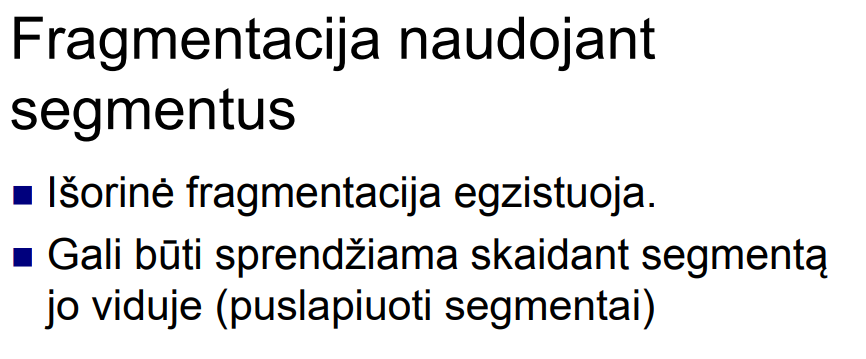 Fragmentacija naudojant
segmentus
Išorinė fragmentacija egzistuoja.
Gali būti sprendžiama skaidant segmentą
jo viduje (puslapiuoti segmentai)